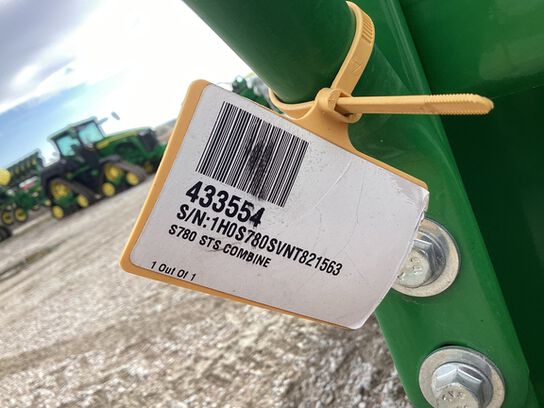 433554
S/N:1H0S780SVNT821563
S780 STS COMBINE
1 Out Of 1